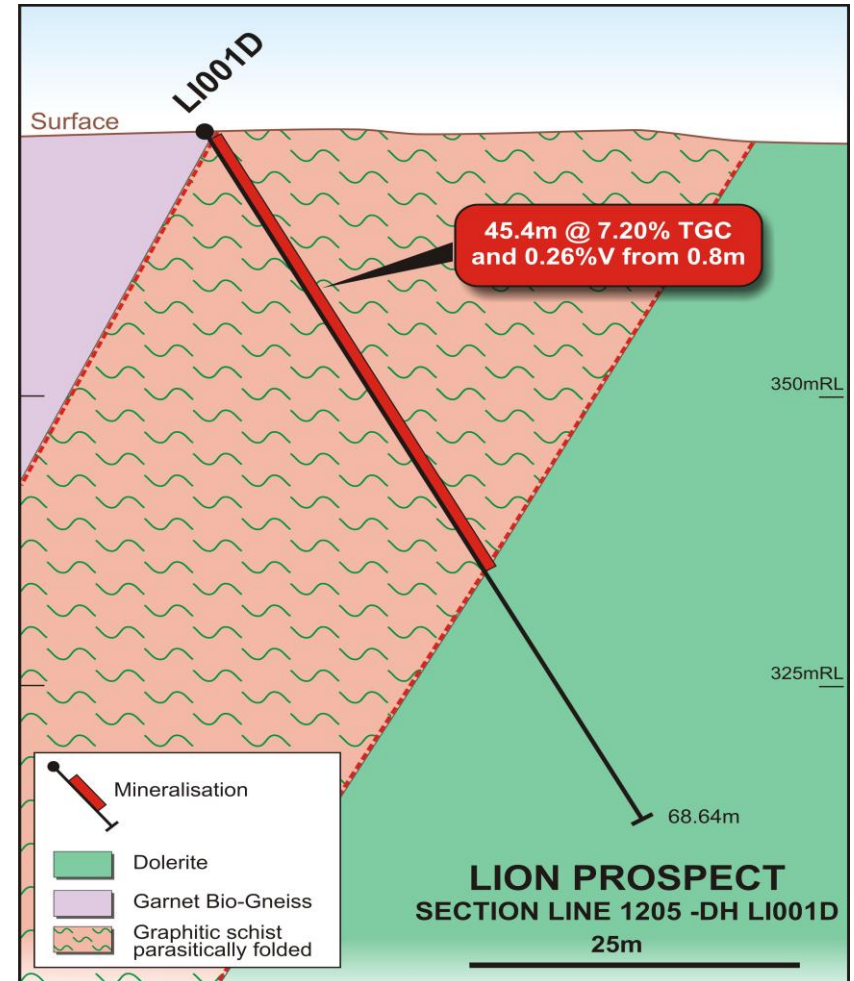 LI001D
Surface
45.4m @ 7.20% TGC
and 0.26%V from 0.8m
350mRL
325mRL
68.64m
Mineralisation
Dolerite
Garnet Bio-Gneiss
Graphitic schist
parasitically folded
LION PROSPECT
SECTION LINE 1205 -DH LI001D
25m